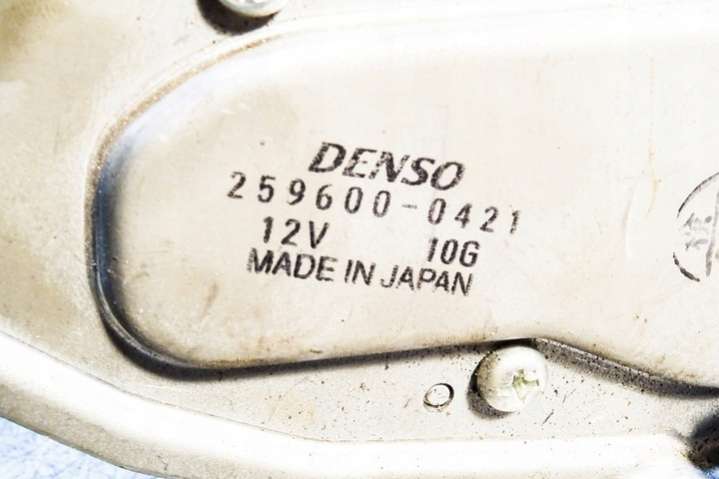 DENSO
259600-0421
12V 10G
MADE IN JAPAN